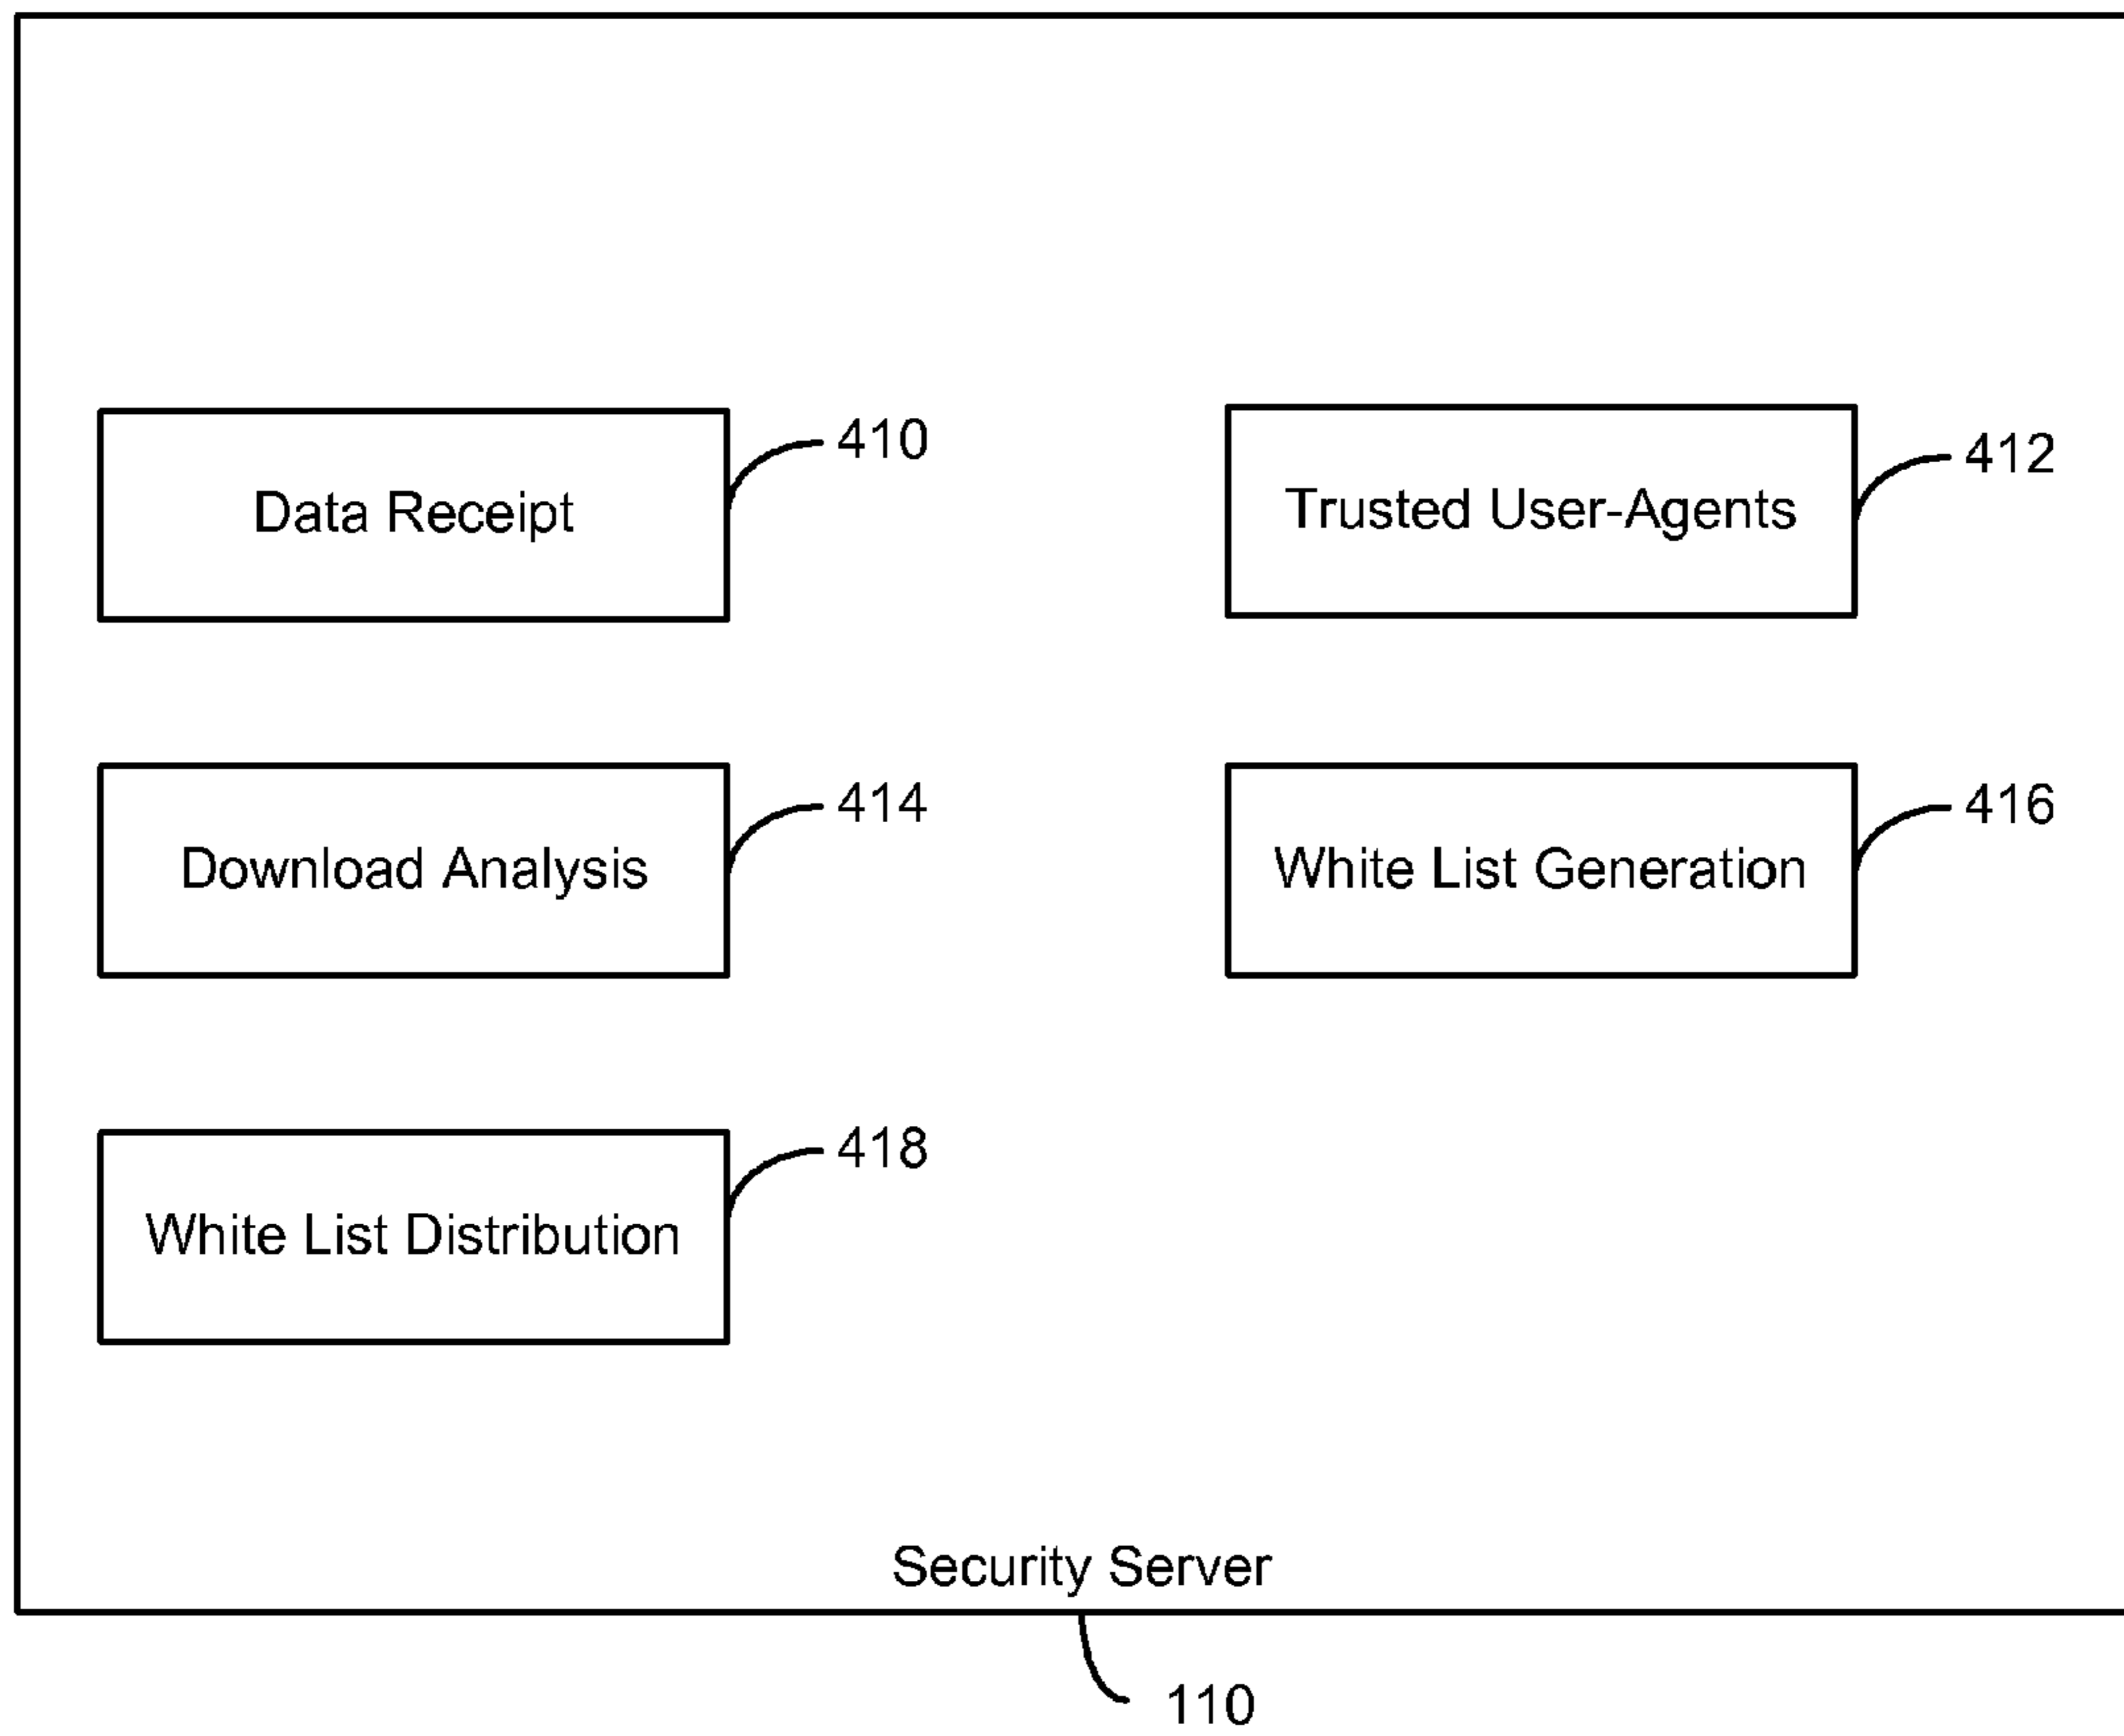 410
412
Data Receipt
Trusted User-Agents
414
416
Download Analysis
White List Generation
418
White List Distribution
Security Server
110